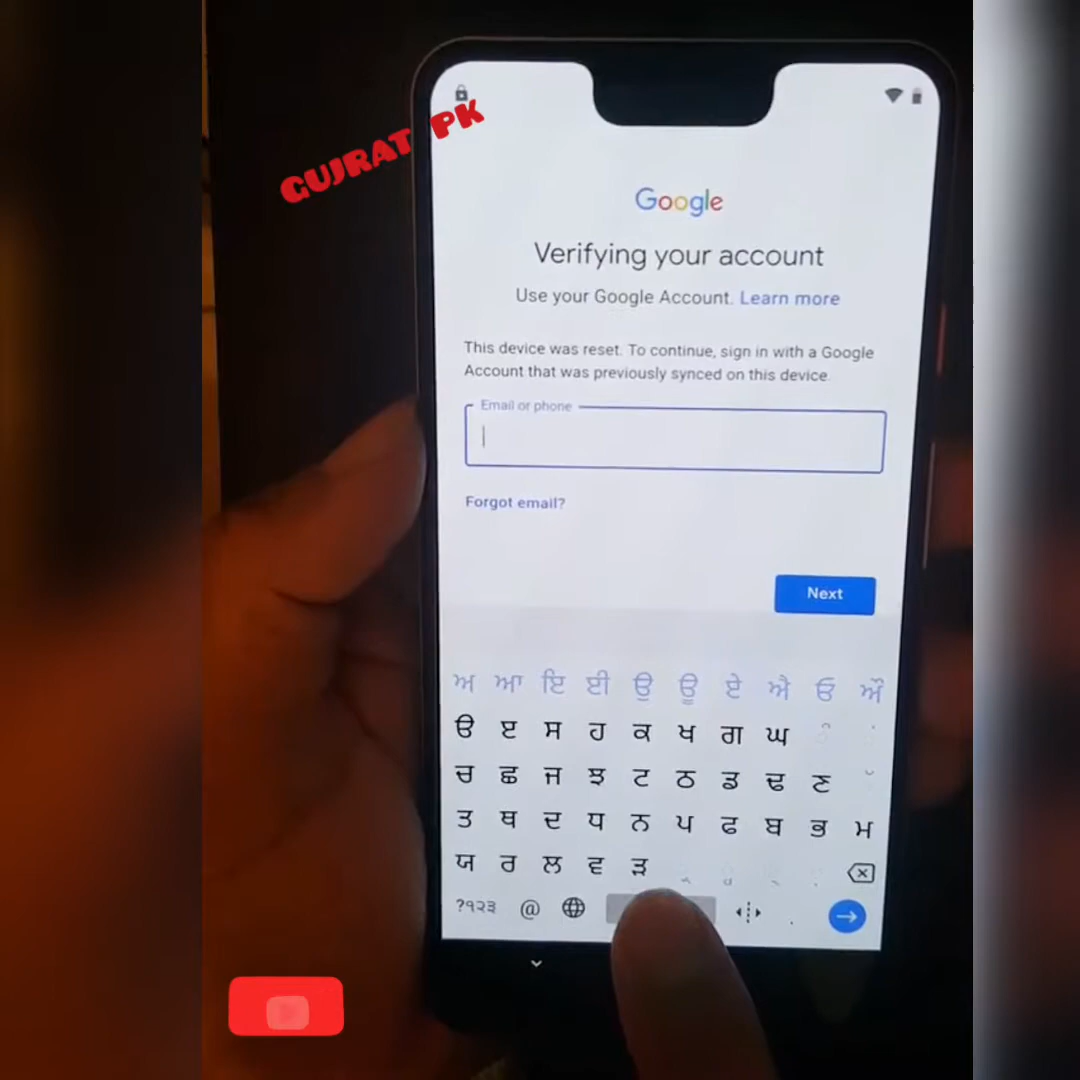 GUJRAT PK
Google
Verifying your account
Use your Google Account. Learn more
This device was reset. To continue, sign in with a Google
Account that was previously synced on this device.
Email or phone
Forgot email?
Next
ਅ ਆ ਇ ਈ ਉ ਊ ਏ ਐ ਓ ਔ
ੳ ੲ ਸ ਹ ਕ ਖ ਗ ਘ
ਚ ਛ ਜ ਝ ਟ ਠ ਡ ਢ ਣ
ਤ ਥ ਦ ਧ ਨ ਪ ਫ ਬ ਭ ਮ
ਯ ਰ ਲ ਵ ੜ
?੧੨੩ @ .